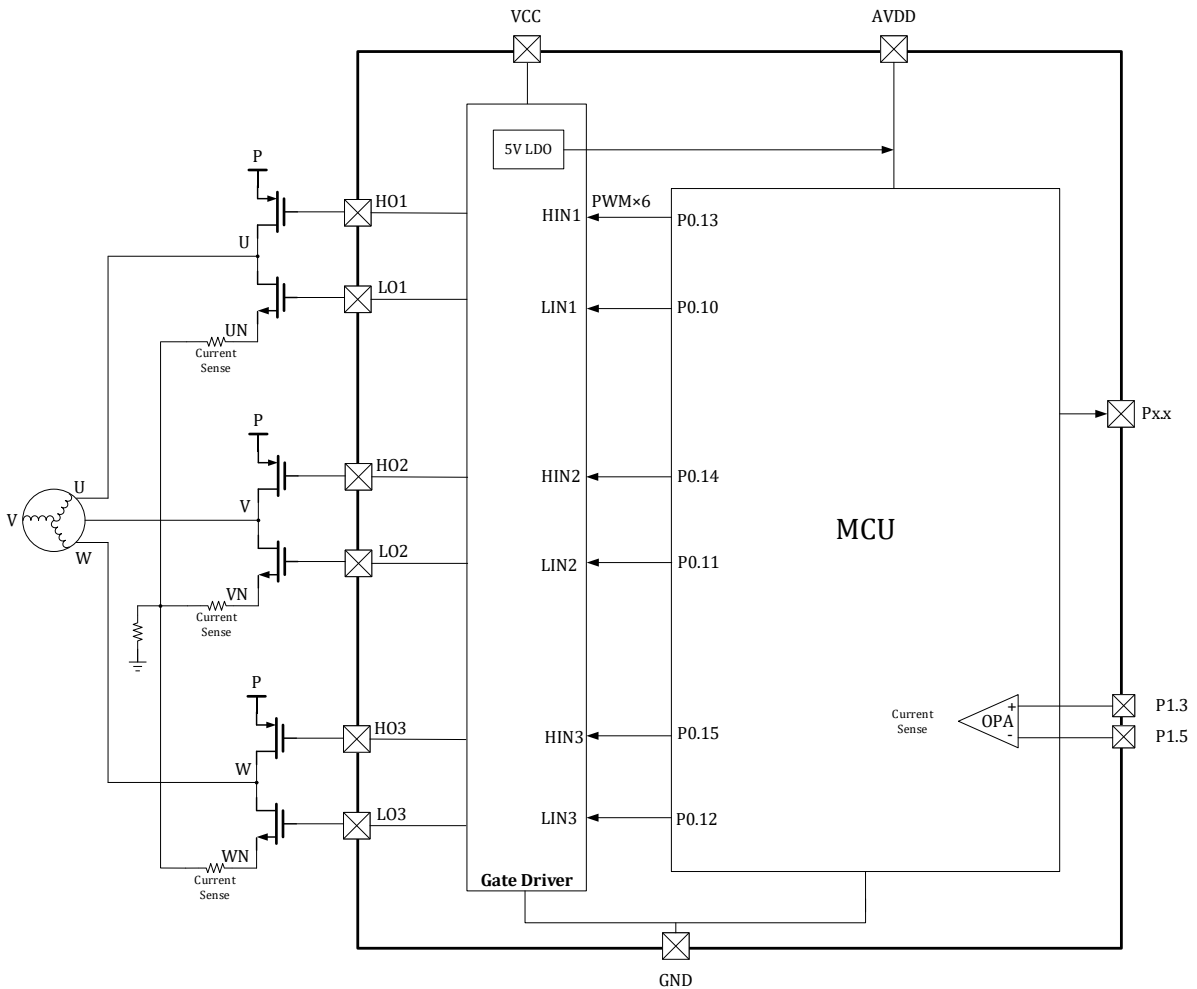 VCC
AVDD
5V LDO
P
HO1
HIN1
PWM×6
P0.13
U
LO1
LIN1
P0.10
UN
Current
Sense
Px.x
P
HO2
HIN2
P0.14
U
V
V
MCU
W
LO2
LIN2
P0.11
VN
Current
Sense
P
HO3
HIN3
P0.15
Current
Sense
OPA
+
-
P1.3
P1.5
W
LO3
LIN3
P0.12
WN
Current
Sense
Gate Driver
GND